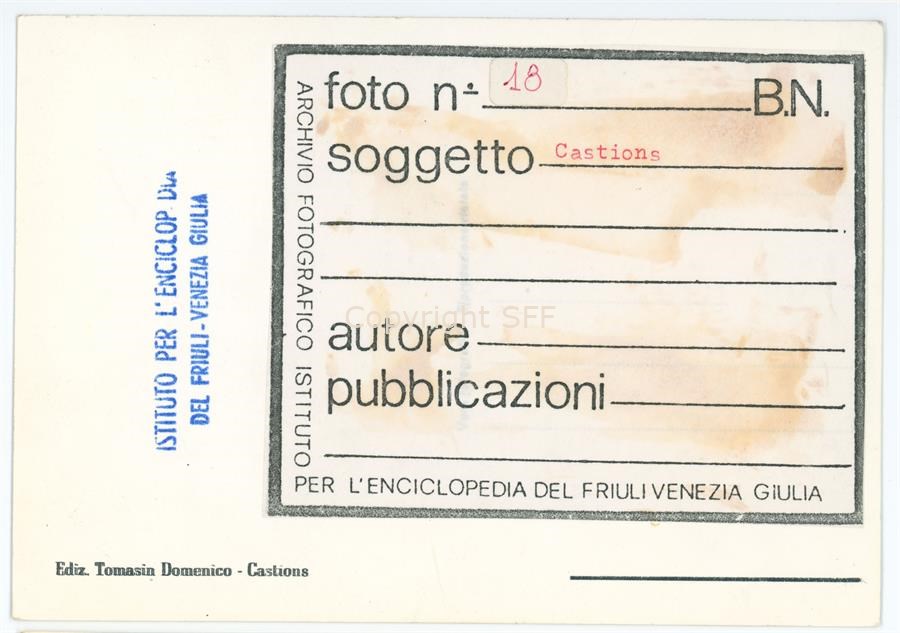 foto n.º 18 B.N.
soggetto Castions
autore
pubblicazioni
ARCHIVIO FOTOGRAFICO ISTITUTO
PER L'ENCICLOPEDIA DEL FRIULI VENEZIA GIULIA
ISTITUTO PER L'ENCICLOP DIA
DEL FRIULI-VENEZIA GIULIA
Copyright SFF
Ediz. Tomasin Domenico - Castions